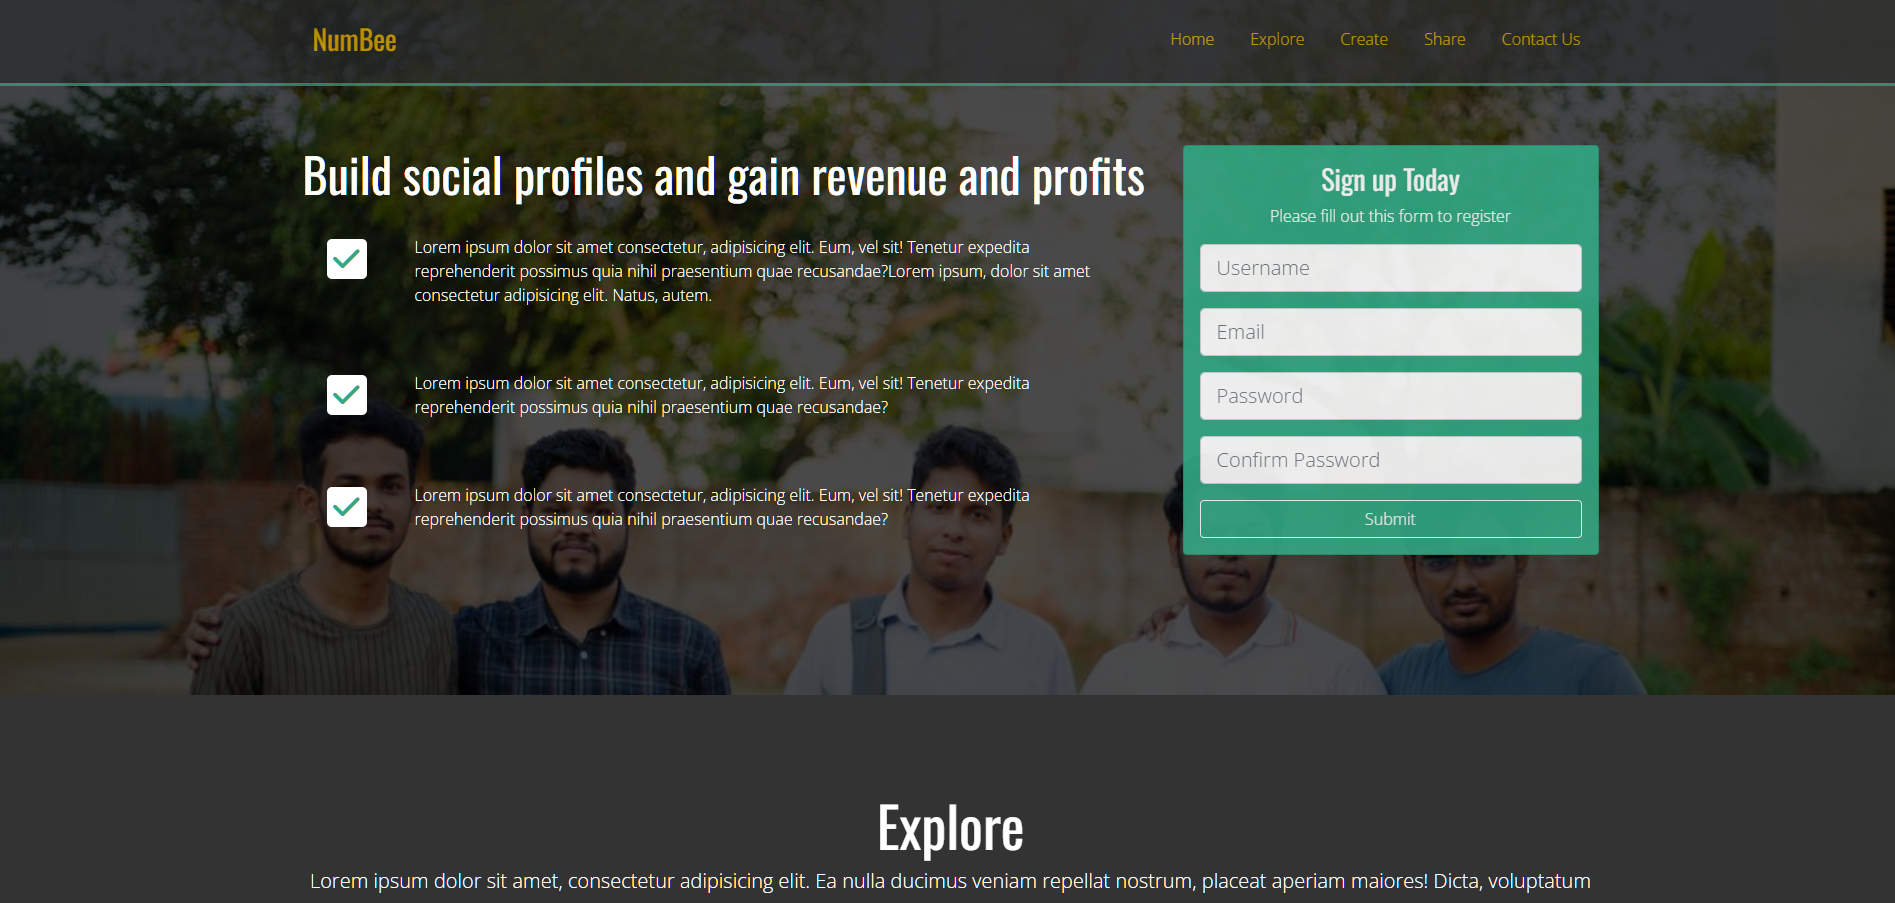 NumBee
Home
Explore
Create
Share
Contact Us
Build social profiles and gain revenue and profits
Lorem ipsum dolor sit amet consectetur, adipisicing elit. Eum, vel sit! Tenetur expedita
reprehenderit possimus quia nihil praesentium quae recusandae?Lorem ipsum, dolor sit amet
consectetur adipisicing elit. Natus, autem.
Lorem ipsum dolor sit amet consectetur, adipisicing elit. Eum, vel sit! Tenetur expedita
reprehenderit possimus quia nihil praesentium quae recusandae?
Lorem ipsum dolor sit amet consectetur, adipisicing elit. Eum, vel sit! Tenetur expedita
reprehenderit possimus quia nihil praesentium quae recusandae?
Sign up Today
Please fill out this form to register
Username
Email
Password
Confirm Password
Submit
Explore
Lorem ipsum dolor sit amet, consectetur adipisicing elit. Ea nulla ducimus veniam repellat nostrum, placeat aperiam maiores! Dicta, voluptatum